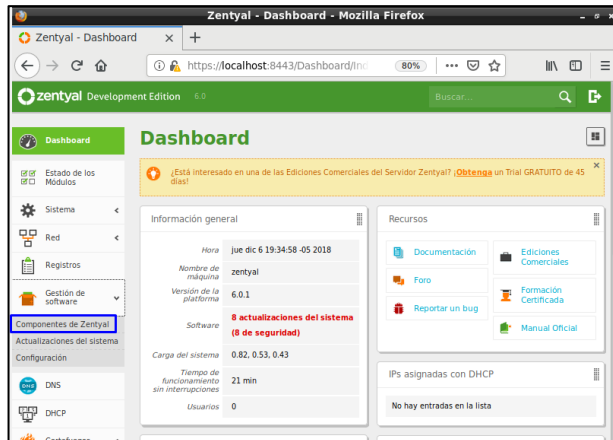 Zentyal - Dashboard - Mozilla Firefox
Zentyal - Dashboard
https://localhost:8443/Dashboard/Ind
80%
zentyal Development Edition 6.0
Buscar...
Dashboard
Estado de los
Módulos
Sistema
Red
Registros
Gestión de
software
Componentes de Zentyal
Actualizaciones del sistema
Configuración
DNS
DHCP
Dashboard
¿Está interesado en una de las Ediciones Comerciales del Servidor Zentyal? ¡Obtenga un Trial GRATUITO de 45
días!
Información general
Hora jue dic 6 19:34:58 -05 2018
Nombre de
máquina zentyal
Versión de la
plataforma 6.0.1
Software 8 actualizaciones del sistema
(8 de seguridad)
Carga del sistema 0.82, 0.53, 0.43
Tiempo de
funcionamiento
sin interrupciones 21 min
Usuarios 0
Recursos
Documentación
Foro
Reportar un bug
Ediciones
Comerciales
Formación
Certificada
Manual Oficial
IPs asignadas con DHCP
No hay entradas en la lista